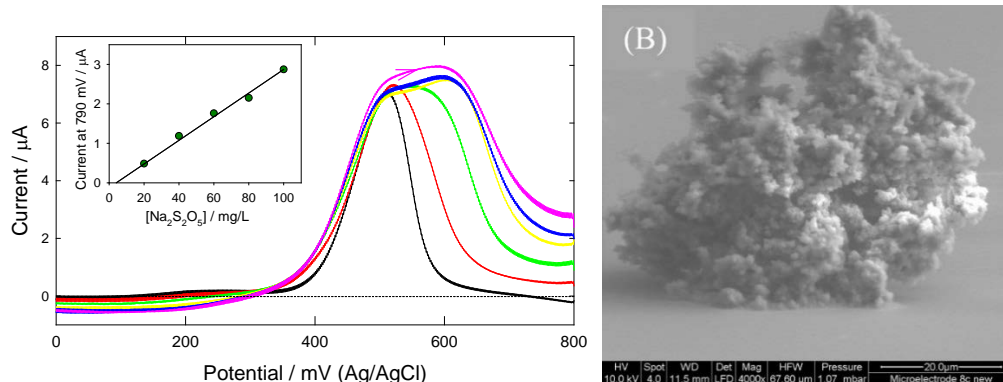 8
6
4
2
0
Current / μA
0
200
400
600
800
Potential / mV (Ag/AgCl)
3
2
1
0
Current at 790 mV / μA
0
20
40
60
80
100
[Na2S2O5] / mg/L
(B)
HV Spot WD Det Mag HFW Pressure 20.0μm
10.0 kV 4.0 11.5 mm LFD 4000x 67.60 μm 1.07 mbar Microelectrode 8c new